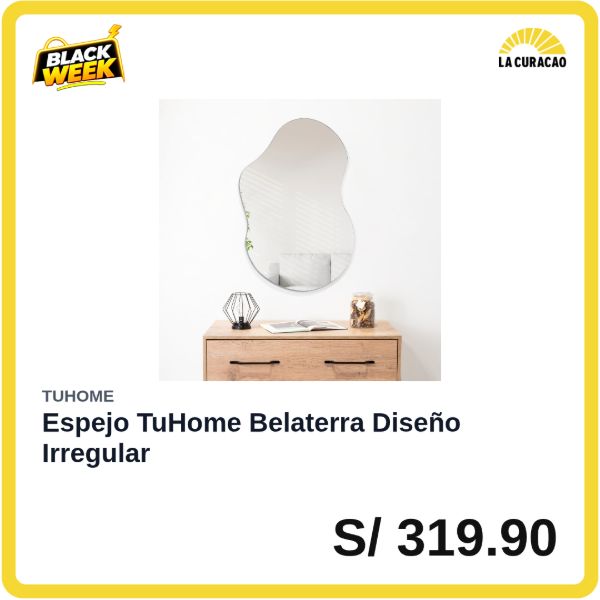 BLACK
WEEK
LA CURACAO
TUHOME
Espejo TuHome Belaterra Diseño
Irregular
S/ 319.90